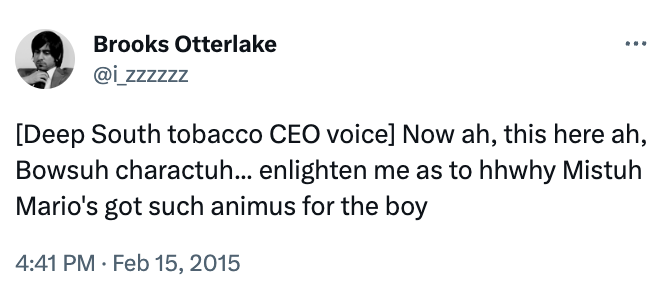 Brooks Otterlake
@i_zzzzzz
[Deep South tobacco CEO voice] Now ah, this here ah,
Bowsuh charactuh... enlighten me as to hhwhy Mistuh
Mario's got such animus for the boy
4:41 PM · Feb 15, 2015